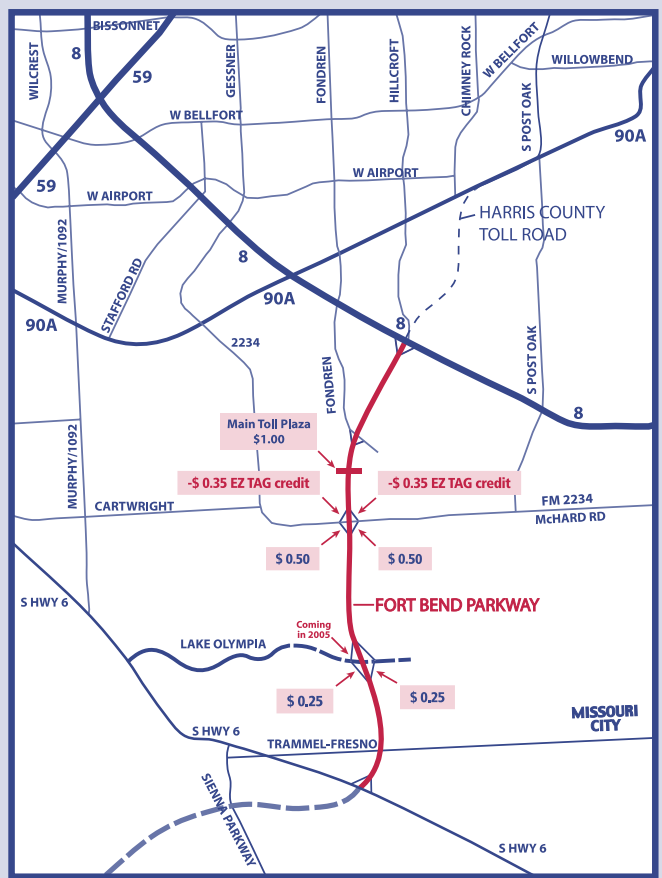 BISSONNET
WILCREST
8
59
GESSNER
FONDREN
HILLCROFT
CHIMNEY ROCK
W BELLFORT
WILLOWBEND
S POST OAK
90A
W BELLFORT
W AIRPORT
59
W AIRPORT
HARRIS COUNTY
TOLL ROAD
MURPHY/1092
STAFFORD RD
8
90A
90A
8
2234
FONDREN
S POST OAK
8
Main Toll Plaza
$1.00
MURPHY/1092
-$ 0.35 EZ TAG credit
-$ 0.35 EZ TAG credit
CARTWRIGHT
FM 2234
McHARD RD
$ 0.50
$ 0.50
S HWY 6
FORT BEND PARKWAY
Coming
in 2005
LAKE OLYMPIA
$ 0.25
$ 0.25
MISSOURI
CITY
S HWY 6
TRAMMEL-FRESNO
SIENNA PARKWAY
S HWY 6